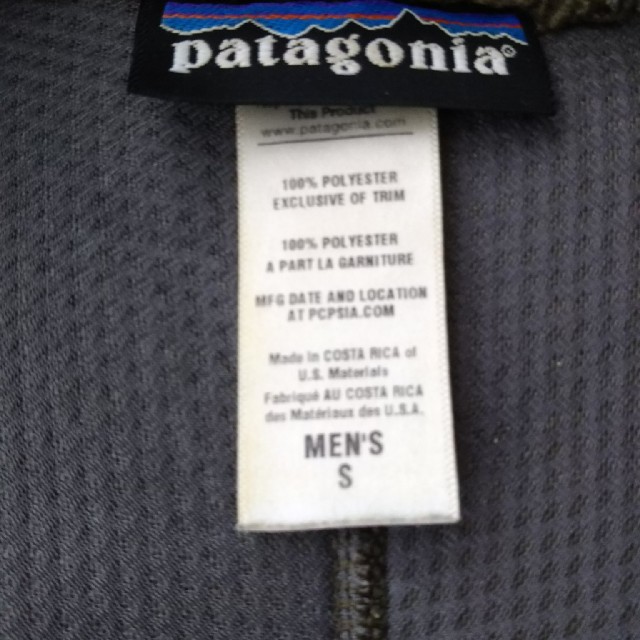 patagonia®
This Product
www.patagonia.com
100% POLYESTER
EXCLUSIVE OF TRIM
100% POLYESTER
A PART LA GARNITURE
MFG DATE AND LOCATION
AT PCPSIA.COM
Made in COSTA RICA of
U.S. Materials
Fabriqué AU COSTA RICA
des Matériaux des U.S.A.
MEN'S
S